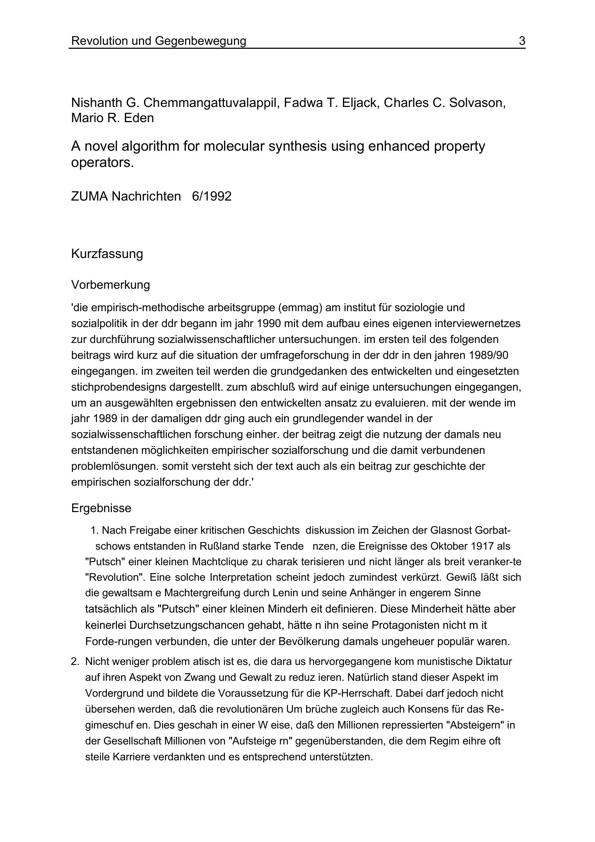 Revolution und Gegenbewegung 3
Nishanth G. Chemmangattuvalappil, Fadwa T. Eljack, Charles C. Solvason,
Mario R. Eden
A novel algorithm for molecular synthesis using enhanced property
operators.
ZUMA Nachrichten 6/1992
Kurzfassung
Vorbemerkung
'die empirisch-methodische arbeitsgruppe (emmag) am institut für soziologie und
sozialpolitik in der ddr begann im jahr 1990 mit dem aufbau eines eigenen interviewernetzes
zur durchführung sozialwissenschaftlicher untersuchungen. im ersten teil des folgenden
beitrags wird kurz auf die situation der umfrageforschung in der ddr in den jahren 1989/90
eingegangen. im zweiten teil werden die grundgedanken des entwickelten und eingesetzten
stichprobendesigns dargestellt. zum abschluß wird auf einige untersuchungen eingegangen,
um an ausgewählten ergebnissen den entwickelten ansatz zu evaluieren. mit der wende im
jahr 1989 in der damaligen ddr ging auch ein grundlegender wandel in der
sozialwissenschaftlichen forschung einher. der beitrag zeigt die nutzung der damals neu
entstandenen möglichkeiten empirischer sozialforschung und die damit verbundenen
problemlösungen. somit versteht sich der text auch als ein beitrag zur geschichte der
empirischen sozialforschung der ddr.'
Ergebnisse
1. Nach Freigabe einer kritischen Geschichts diskussion im Zeichen der Glasnost Gorbat-
schows entstanden in Rußland starke Tende nzen, die Ereignisse des Oktober 1917 als
"Putsch" einer kleinen Machtclique zu charak terisieren und nicht länger als breit veranker-te
"Revolution". Eine solche Interpretation scheint jedoch zumindest verkürzt. Gewiß läßt sich
die gewaltsam e Machtergreifung durch Lenin und seine Anhänger in engerem Sinne
tatsächlich als "Putsch" einer kleinen Minderh eit definieren. Diese Minderheit hätte aber
keinerlei Durchsetzungschancen gehabt, hätte n ihn seine Protagonisten nicht m it
Forde-rungen verbunden, die unter der Bevölkerung damals ungeheuer populär waren.
2. Nicht weniger problem atisch ist es, die dara us hervorgegangene kom munistische Diktatur
auf ihren Aspekt von Zwang und Gewalt zu reduz ieren. Natürlich stand dieser Aspekt im
Vordergrund und bildete die Voraussetzung für die KP-Herrschaft. Dabei darf jedoch nicht
übersehen werden, daß die revolutionären Um brüche zugleich auch Konsens für das Re-
gimeschuf en. Dies geschah in einer W eise, daß den Millionen repressierten "Absteigern" in
der Gesellschaft Millionen von "Aufsteige rn" gegenüberstanden, die dem Regim eihre oft
steile Karriere verdankten und es entsprechend unterstützten.